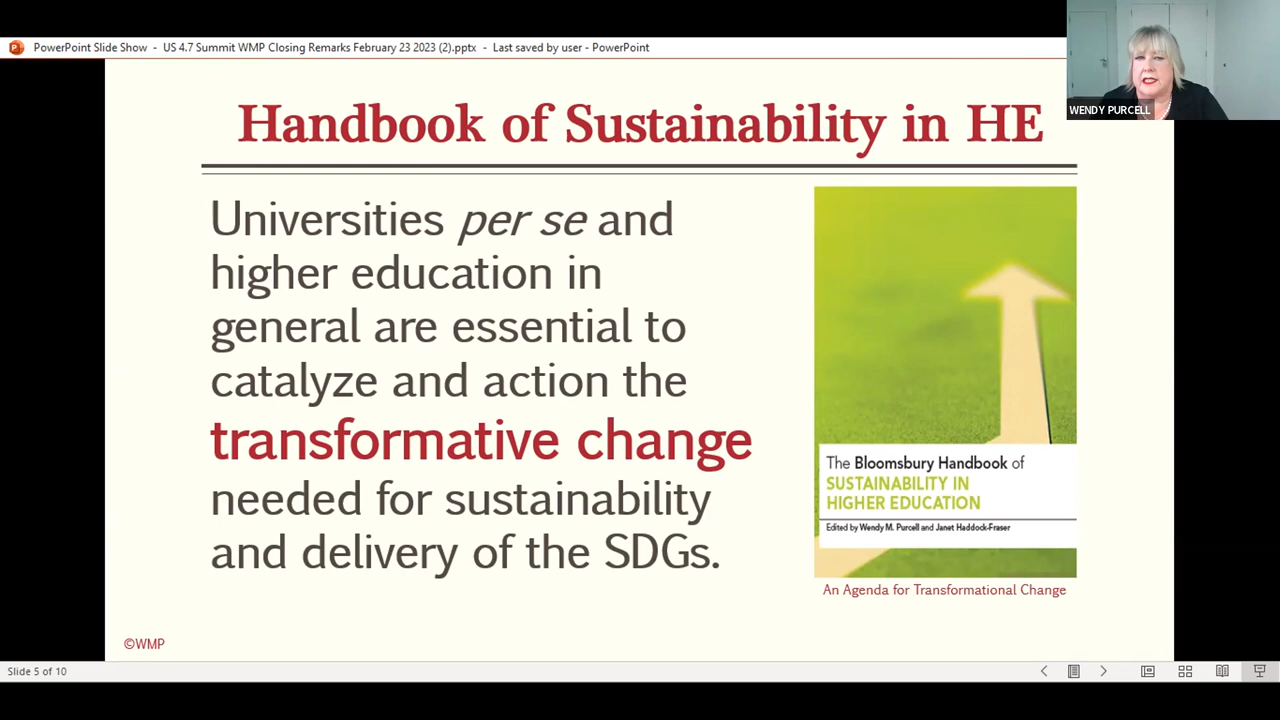 PowerPoint Slide Show - US 4.7 Summit WMP Closing Remarks February 23 2023 (2).pptx - Last saved by user - PowerPoint
WENDY PURCELL
Handbook of Sustainability in HE
Universities per se and
higher education in
general are essential to
catalyze and action the
transformative change
needed for sustainability
and delivery of the SDGs.
The Bloomsbury Handbook of
SUSTAINABILITY IN
HIGHER EDUCATION
Edited by Wendy M. Purcell and Janet Haddock-Fraser
An Agenda for Transformational Change
©WMP
Slide 5 of 10